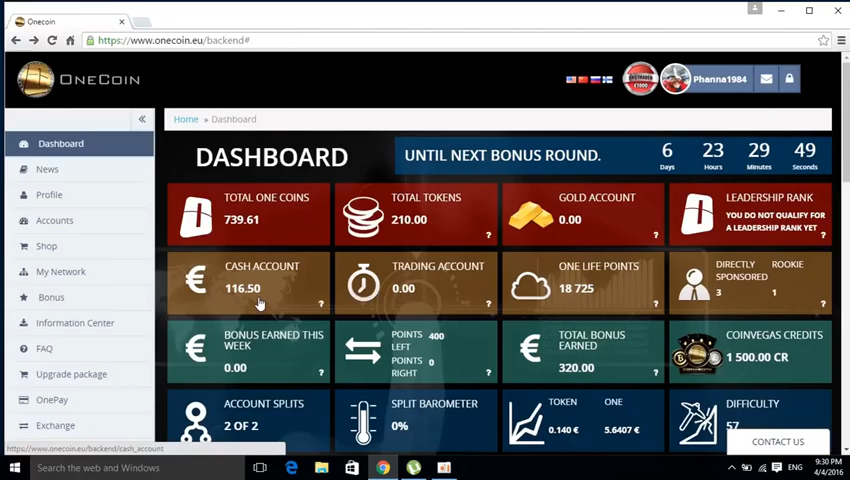 Onecoin
https://www.onecoin.eu/backend#
ONECOIN
EXSTRADER
€1000
Phanna1984
Dashboard
News
Profile
Accounts
Shop
My Network
Bonus
Information Center
FAQ
Upgrade package
OnePay
Exchange
Home » Dashboard
DASHBOARD
UNTIL NEXT BONUS ROUND.
6 23 29 49
Days Hours Minutes Seconds
TOTAL ONE COINS
739.61
TOTAL TOKENS
210.00
?
GOLD ACCOUNT
0.00
?
LEADERSHIP RANK
YOU DO NOT QUALIFY FOR
A LEADERSHIP RANK YET
?
CASH ACCOUNT
116.50
?
TRADING ACCOUNT
0.00
?
ONE LIFE POINTS
18 725
?
DIRECTLY
SPONSORED
3
ROOKIE
1
?
BONUS EARNED THIS
WEEK
0.00
?
POINTS
LEFT
400
POINTS
RIGHT
0
?
TOTAL BONUS
EARNED
320.00
?
COINVEGAS CREDITS
1 500.00 CR
ACCOUNT SPLITS
2 OF 2
SPLIT BAROMETER
0%
TOKEN
0.140 €
ONE
5.6407 €
DIFFICULTY
57
CONTACT US
https://www.onecoin.eu/backend/cash_account
Search the web and Windows
ENG
9:30 PM
4/4/2016